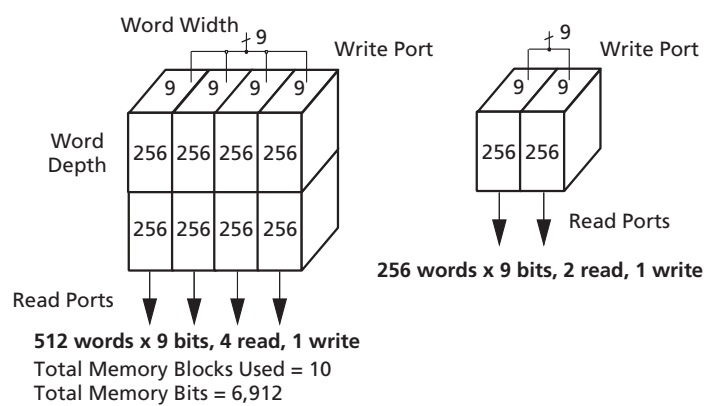 Word Width
9
Write Port
9 9 9 9
Word
Depth
256 256 256 256
256 256 256 256
Read Ports
512 words x 9 bits, 4 read, 1 write
Total Memory Blocks Used = 10
Total Memory Bits = 6,912
9
Write Port
9 9
256 256
Read Ports
256 words x 9 bits, 2 read, 1 write